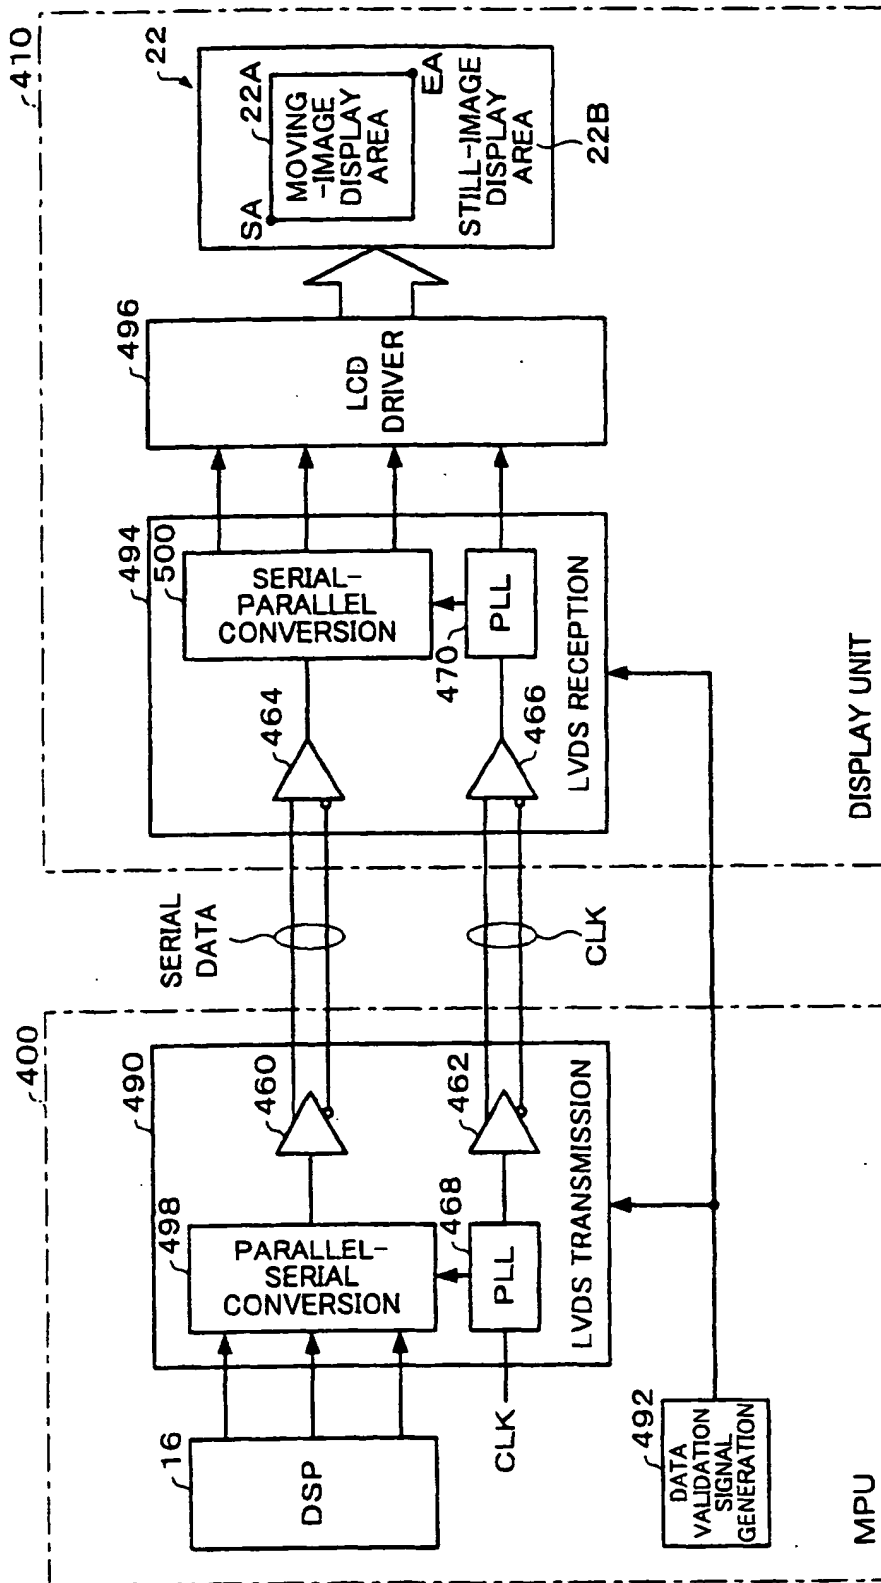 400
410
16
DSP
490
498
PARALLEL-
SERIAL
CONVERSION
460
468
PLL
462
CLK
LVDS TRANSMISSION
492
DATA
VALIDATION
SIGNAL
GENERATION
MPU
SERIAL
DATA
CLK
494
500
SERIAL-
PARALLEL
CONVERSION
464
470
PLL
466
LVDS RECEPTION
496
LCD
DRIVER
22
SA
22A
MOVING
-IMAGE
DISPLAY
AREA
EA
STILL-IMAGE
DISPLAY
AREA
22B
DISPLAY UNIT